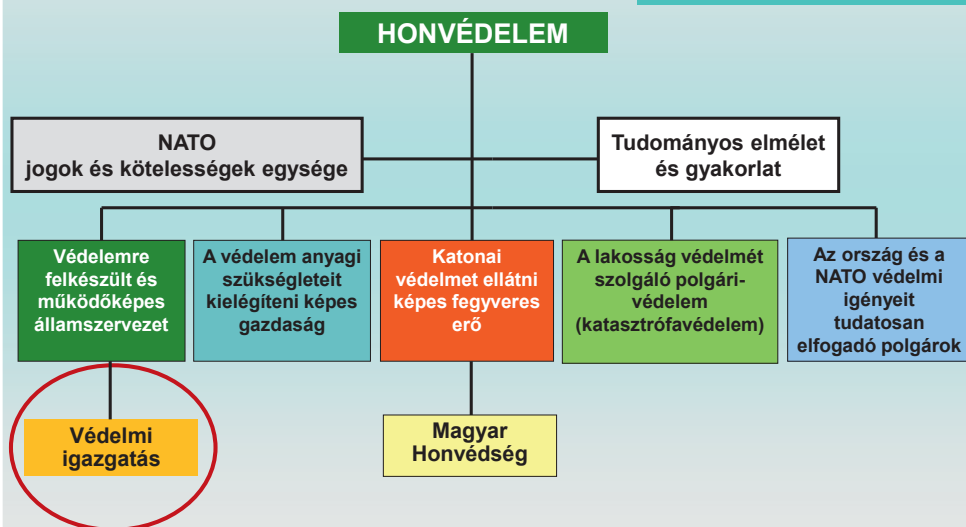 HONVÉDELEM
NATO
jogok és kötelességek egysége
Tudományos elmélet
és gyakorlat
Védelemre
felkészült és
működőképes
államszervezet
A védelem anyagi
szükségleteit
kielégíteni képes
gazdaság
Katonai
védelmet ellátni
képes fegyveres
erő
A lakosság védelmét
szolgáló polgári-
védelem
(katasztrófavédelem)
Az ország és a
NATO védelmi
igényeit
tudatosan
elfogadó polgárok
Védelmi
igazgatás
Magyar
Honvédség